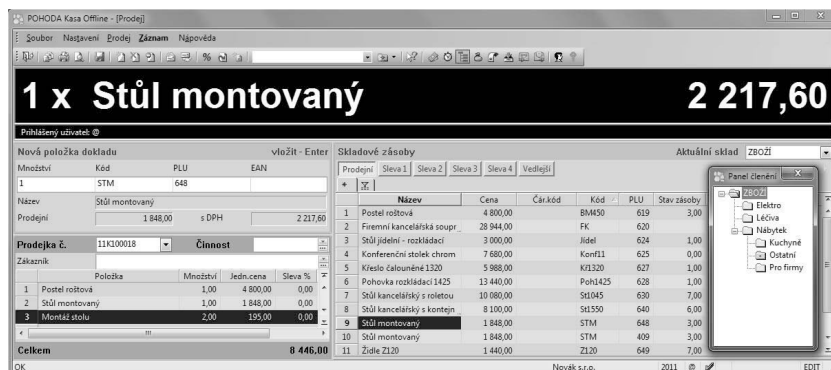 POHODA Kasa Offline - [Prodej]
Soubor Nastavení Prodej Záznam Nápověda
1 x Stůl montovaný 2 217,60
Přihlášený uživatel: @
Nová položka dokladu vložit - Enter
Množství Kód PLU EAN
1 STM 648
Název Stůl montovaný
Prodejní 1 848,00 s DPH 2 217,60
Prodejka č. 11K100018 Činnost
Zákazník
Položka Množství Jedn.cena Sleva %
1 Postel roštová 1,00 4 800,00 0,00
2 Stůl montovaný 1,00 1 848,00 0,00
3 Montáž stolu 2,00 195,00 0,00
Celkem 8 446,00
Skladové zásoby Aktuální sklad ZBOŽÍ
Prodejní Sleva 1 Sleva 2 Sleva 3 Sleva 4 Vedlejší
Název Cena Čár.kód Kód PLU Stav zásoby
1 Postel roštová 4 800,00 BM450 619 3,00
2 Firemní kancelářská soupr 28 944,00 FK 620
3 Stůl jídelní - rozkládací 3 000,00 Jídel 624 1,00
4 Konferenční stolek chrom 7 680,00 Konf11 625 0,00
5 Křeslo čalouněné 1320 5 988,00 Kř1320 627 1,00
6 Pohovka rozkládací 1425 13 440,00 Poh1425 628 1,00
7 Stůl kancelářský s roletou 10 080,00 St1045 630 7,00
8 Stůl kancelářský s kontejn 8 100,00 St1550 640 6,00
9 Stůl montovaný 1 848,00 STM 648 3,00
10 Stůl montovaný 1 848,00 STM 409 3,00
11 Židle Z120 1 440,00 Z120 649 7,00
Panel členění
ZBOŽÍ
Elektro
Léčiva
Nábytek
Kuchyně
Ostatní
Pro firmy
OK Novák s.r.o. 2011 @ EDIT